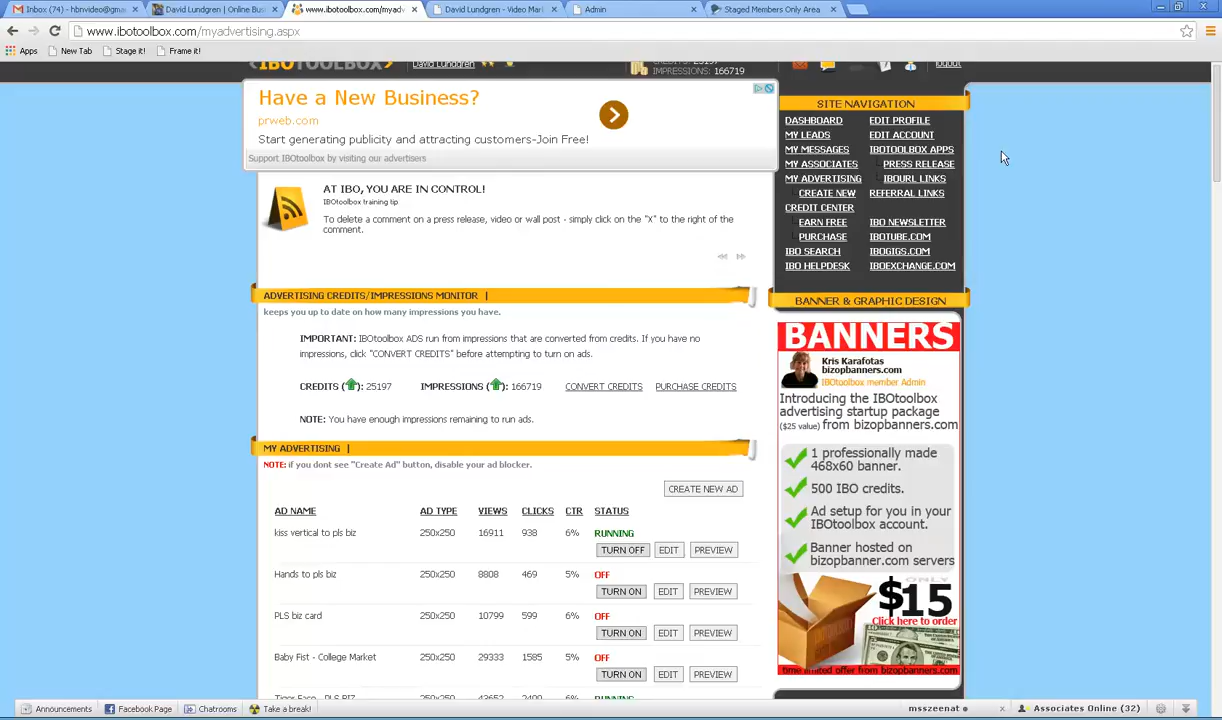 Inbox (74) - hbnvideo@gma
David Lundgren | Online Bus
www.ibotoolbox.com/myadv
David Lundgren - Video Mar
Admin
Staged Members Only Area
www.ibotoolbox.com/myadvertising.aspx
Apps
New Tab
Stage it!
Frame it!
<IBOTOOLBOX>
David Lundgren
IMPRESSIONS: 166719
logout
Have a New Business?
prweb.com
Start generating publicity and attracting customers-Join Free!
Support IBOtoolbox by visiting our advertisers
AT IBO, YOU ARE IN CONTROL!
IBOtoolbox training tip
To delete a comment on a press release, video or wall post - simply click on the "X" to the right of the
comment.
ADVERTISING CREDITS/IMPRESSIONS MONITOR |
keeps you up to date on how many impressions you have.
IMPORTANT: IBOtoolbox ADS run from impressions that are converted from credits. If you have no
impressions, click "CONVERT CREDITS" before attempting to turn on ads.
CREDITS ( ): 25197 IMPRESSIONS ( ): 166719 CONVERT CREDITS PURCHASE CREDITS
NOTE: You have enough impressions remaining to run ads.
MY ADVERTISING |
NOTE: if you dont see "Create Ad" button, disable your ad blocker.
CREATE NEW AD
AD NAME AD TYPE VIEWS CLICKS CTR STATUS
kiss vertical to pls biz 250x250 16911 938 6% RUNNING
TURN OFF EDIT PREVIEW
Hands to pls biz 250x250 8808 469 5% OFF
TURN ON EDIT PREVIEW
PLS biz card 250x250 10799 599 6% OFF
TURN ON EDIT PREVIEW
Baby Fist - College Market 250x250 29333 1585 5% OFF
TURN ON EDIT PREVIEW
SITE NAVIGATION
DASHBOARD EDIT PROFILE
MY LEADS EDIT ACCOUNT
MY MESSAGES IBOTOOLBOX APPS
MY ASSOCIATES PRESS RELEASE
MY ADVERTISING IBOURL LINKS
CREATE NEW REFERRAL LINKS
CREDIT CENTER
EARN FREE IBO NEWSLETTER
PURCHASE IBOTUBE.COM
IBO SEARCH IBOGIGS.COM
IBO HELPDESK IBOEXCHANGE.COM
BANNER & GRAPHIC DESIGN
BANNERS
Kris Karafotas
bizopbanners.com
IBOtoolbox member Admin
Introducing the IBOtoolbox
advertising startup package
($25 value) from bizopbanners.com
1 professionally made
468x60 banner.
500 IBO credits.
Ad setup for you in your
IBOtoolbox account.
Banner hosted on
bizopbanner.com servers
ONLY
$15
Click here to order
time limited offer from bizopbanners.com
Announcements
Facebook Page
Chatrooms
Take a break!
msszeenat
x
Associates Online (32)